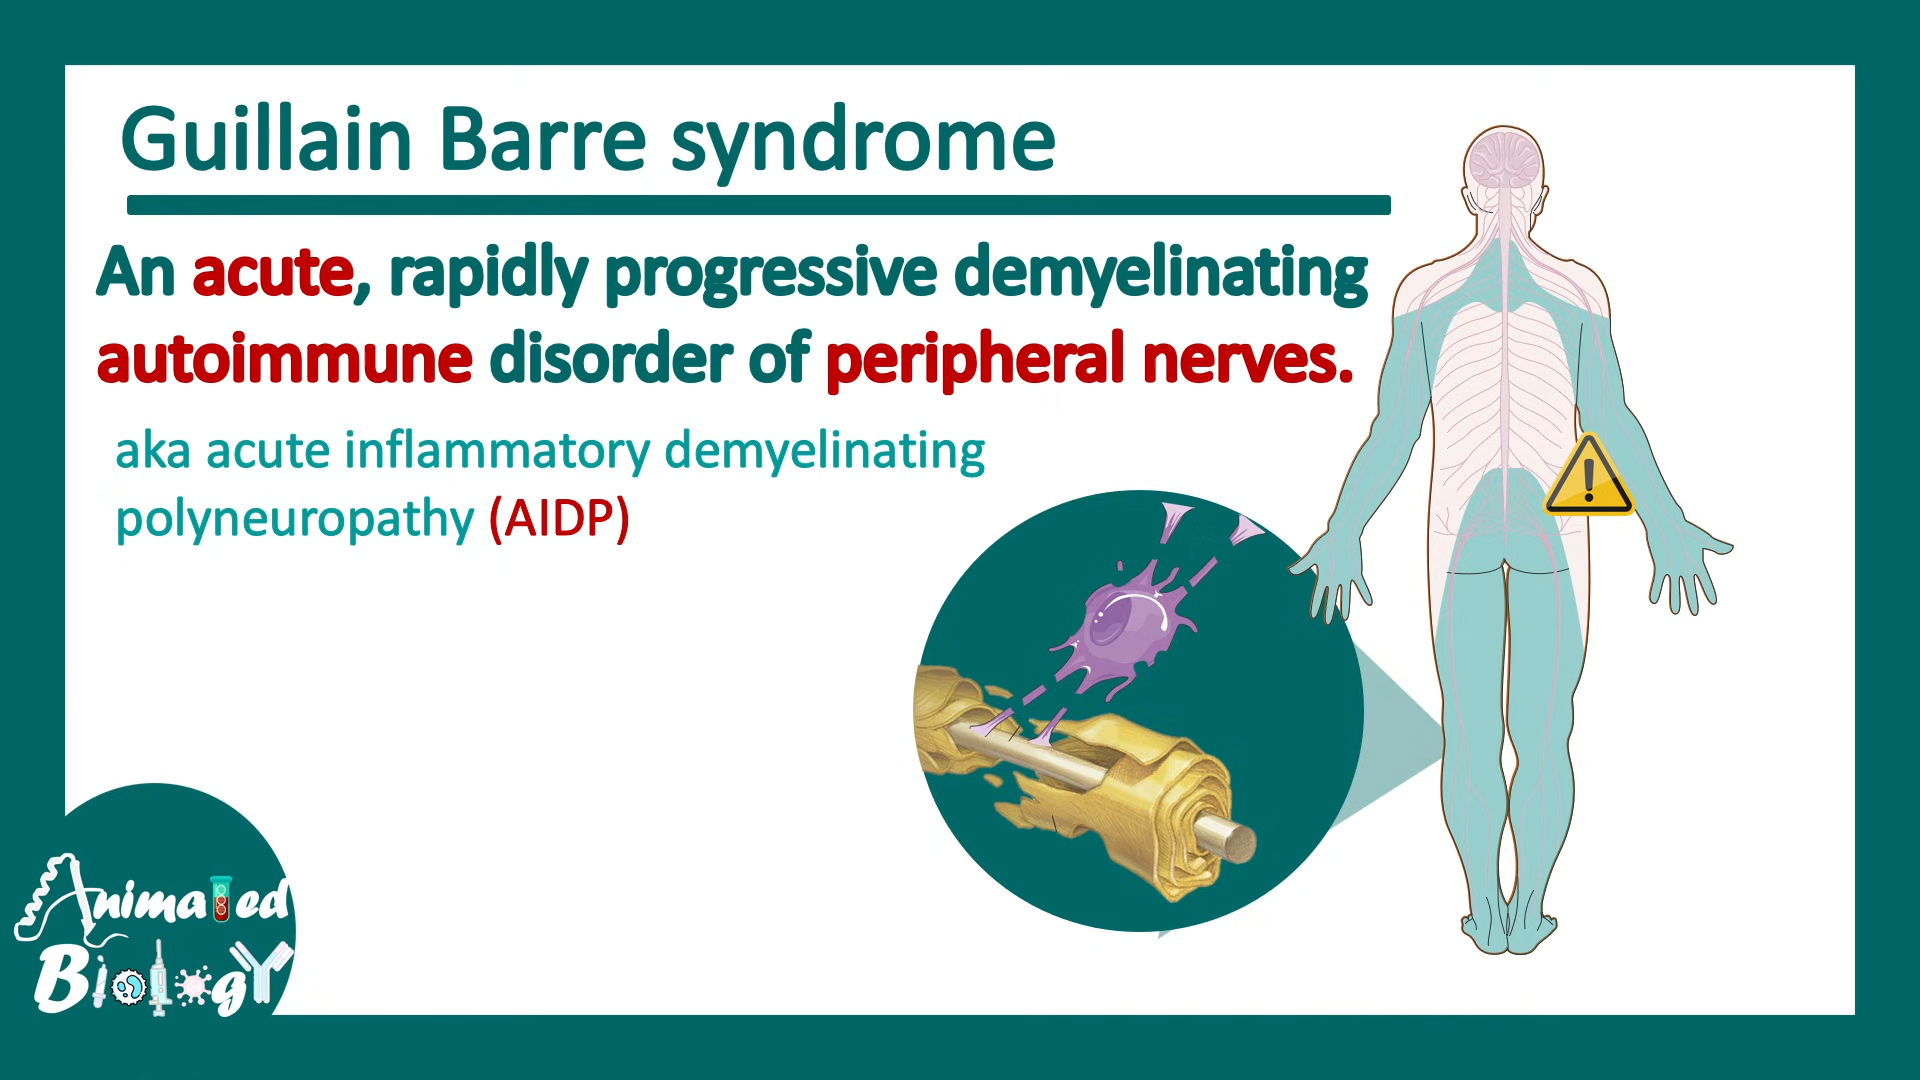 Guillain Barre syndrome
An acute, rapidly progressive demyelinating
autoimmune disorder of peripheral nerves.
aka acute inflammatory demyelinating
polyneuropathy (AIDP)
Animated
Biology